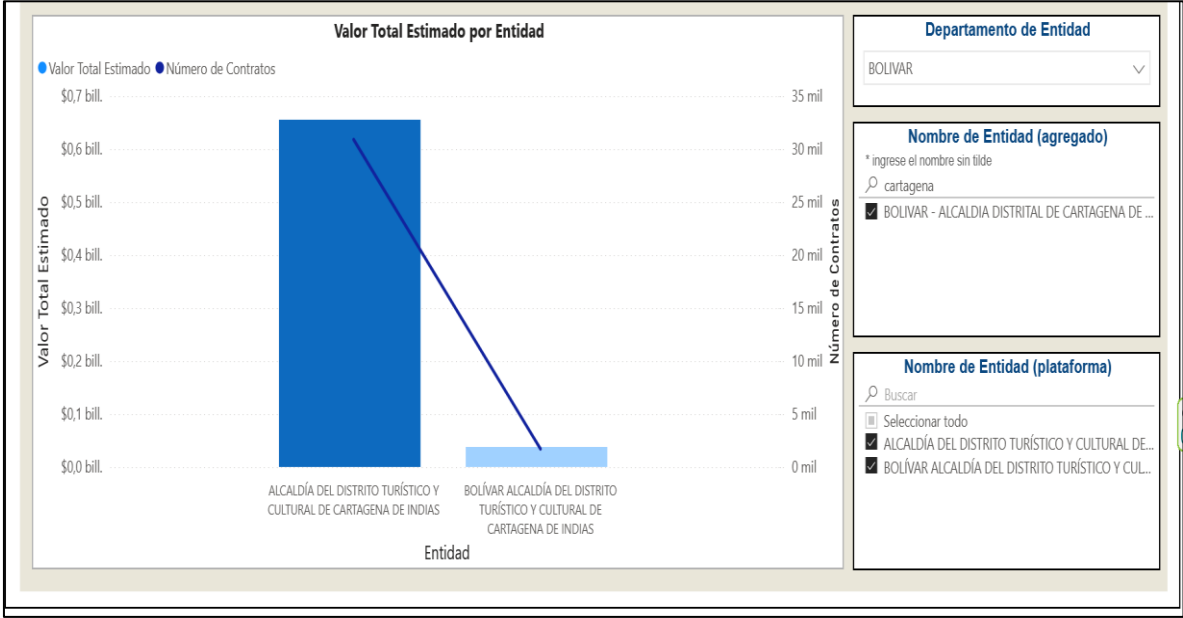 Valor Total Estimado por Entidad
Valor Total Estimado Número de Contratos
$0,7 bill.
$0,6 bill.
$0,5 bill.
$0,4 bill.
$0,3 bill.
$0,2 bill.
$0,1 bill.
$0,0 bill.
Valor Total Estimado
35 mil
30 mil
25 mil
20 mil
15 mil
10 mil
5 mil
0 mil
Número de Contratos
ALCALDÍA DEL DISTRITO TURÍSTICO Y
CULTURAL DE CARTAGENA DE INDIAS
BOLÍVAR ALCALDÍA DEL DISTRITO
TURÍSTICO Y CULTURAL DE
CARTAGENA DE INDIAS
Entidad
Departamento de Entidad
BOLIVAR
Nombre de Entidad (agregado)
* ingrese el nombre sin tilde
cartagena
BOLIVAR - ALCALDIA DISTRITAL DE CARTAGENA DE ...
Nombre de Entidad (plataforma)
Buscar
Seleccionar todo
ALCALDÍA DEL DISTRITO TURÍSTICO Y CULTURAL DE...
BOLÍVAR ALCALDÍA DEL DISTRITO TURÍSTICO Y CUL...